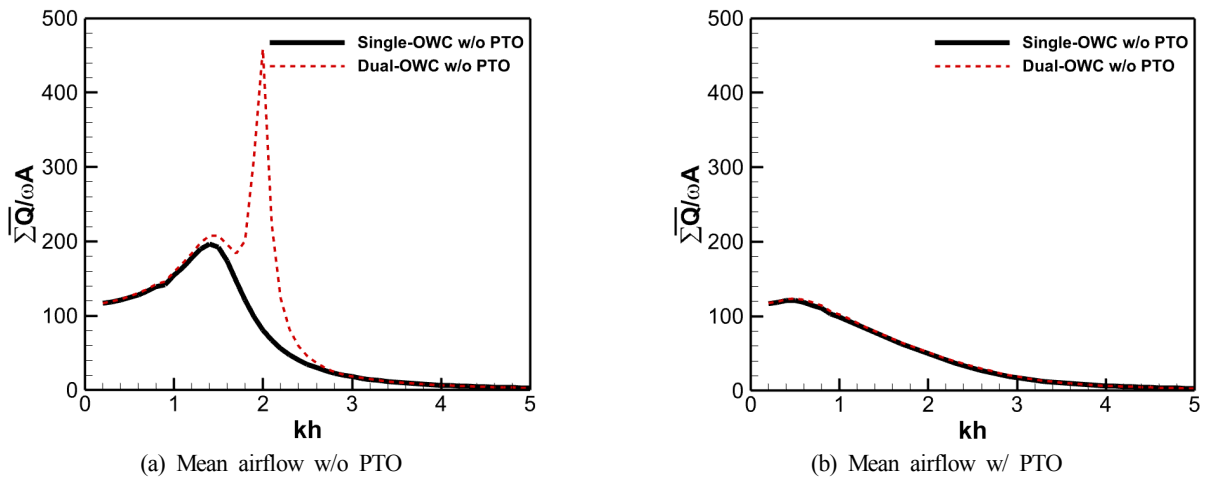 500
400
300
200
100
0
ΣQ̅/ωA
Single-OWC w/o PTO
Dual-OWC w/o PTO
0 1 2 3 4 5
kh
(a) Mean airflow w/o PTO
500
400
300
200
100
0
ΣQ̅/ωA
Single-OWC w/o PTO
Dual-OWC w/o PTO
0 1 2 3 4 5
kh
(b) Mean airflow w/ PTO